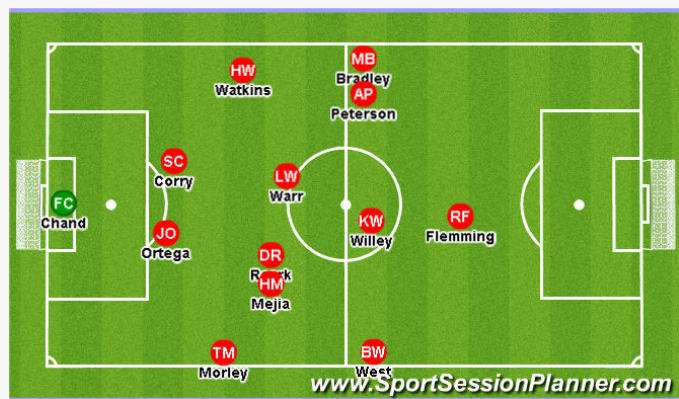 MB
HW
Bradley
Watkins
AP
Peterson
SC
Corry
LW
Warr
FC
Chand
KW
Willey
RF
Flemming
JO
Ortega
DR
HM
Mejia
TM
Morley
BW
West
www.SportSessionPlanner.com